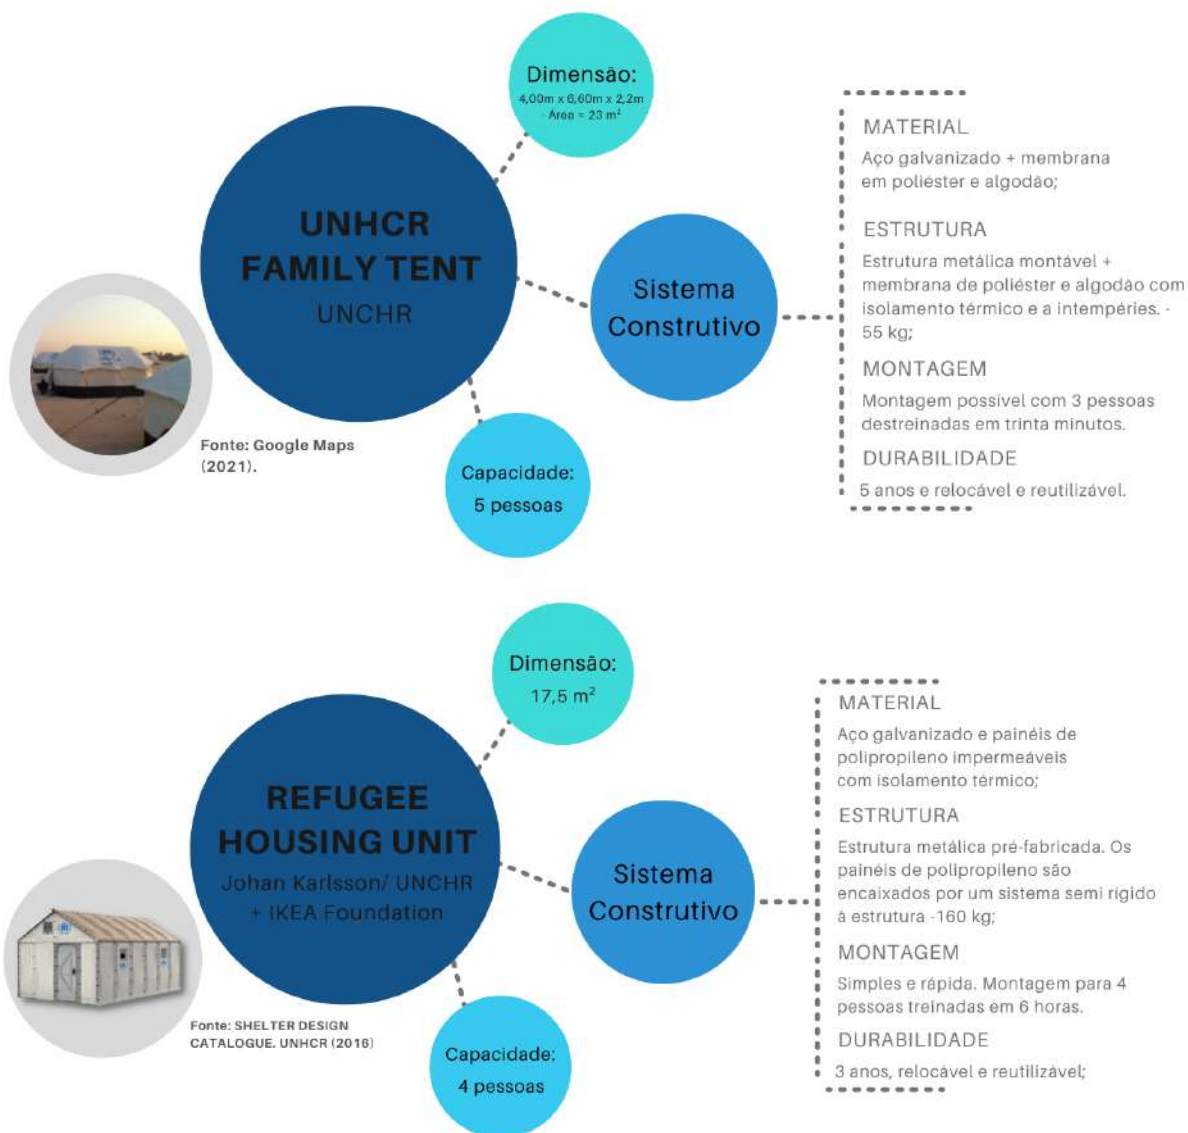 Dimensão:
4,00m x 6,60m x 2,2m
- Área = 23 m²
UNHCR
FAMILY TENT
UNCHR
Sistema
Construtivo
Capacidade:
5 pessoas
Fonte: Google Maps
(2021).
MATERIAL
Aço galvanizado + membrana
em poliéster e algodão;
ESTRUTURA
Estrutura metálica montável +
membrana de poliéster e algodão com
isolamento térmico e a intempéries. -
55 kg;
MONTAGEM
Montagem possível com 3 pessoas
destreinadas em trinta minutos.
DURABILIDADE
5 anos e relocável e reutilizável.
Dimensão:
17,5 m²
REFUGEE
HOUSING UNIT
Johan Karlsson/ UNCHR
+ IKEA Foundation
Sistema
Construtivo
Capacidade:
4 pessoas
Fonte: SHELTER DESIGN
CATALOGUE. UNHCR (2016)
MATERIAL
Aço galvanizado e painéis de
polipropileno impermeáveis
com isolamento térmico;
ESTRUTURA
Estrutura metálica pré-fabricada. Os
painéis de polipropileno são
encaixados por um sistema semi rígido
à estrutura -160 kg;
MONTAGEM
Simples e rápida. Montagem para 4
pessoas treinadas em 6 horas.
DURABILIDADE
3 anos, relocável e reutilizável;